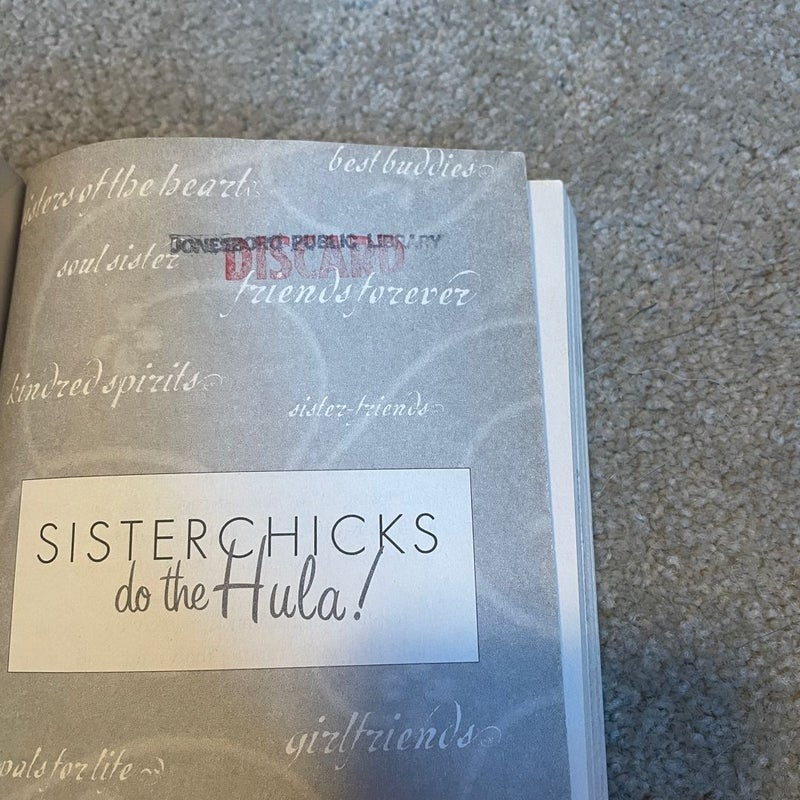 best buddies
sisters of the heart
JONESBORO PUBLIC LIBRARY
DISCARD
soul sister
friends forever
kindred spirits
sister-friends
SISTERCHICKS
do the Hula!
girlfriends
pals for life